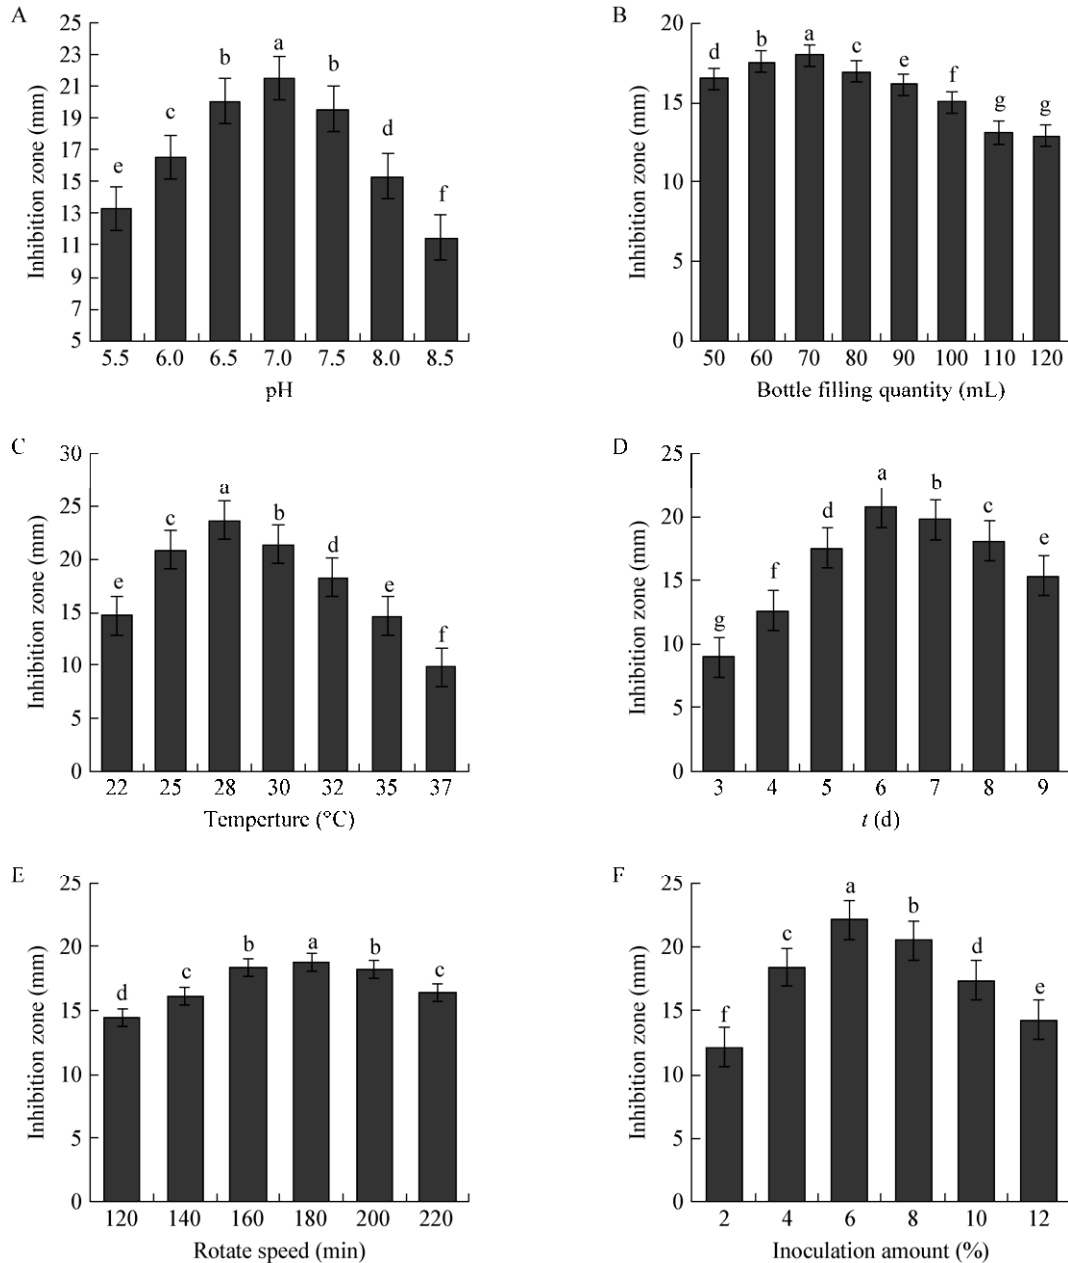 A
25
23
21
19
17
15
13
11
9
7
5
Inhibition zone (mm)
e
c
b
a
b
d
f
5.5 6.0 6.5 7.0 7.5 8.0 8.5
pH
B
20
15
10
5
0
Inhibition zone (mm)
d
b
a
c
e
f
g
g
50 60 70 80 90 100 110 120
Bottle filling quantity (mL)
C
30
25
20
15
10
5
0
Inhibition zone (mm)
e
c
a
b
d
e
f
22 25 28 30 32 35 37
Temperture (°C)
D
25
20
15
10
5
0
Inhibition zone (mm)
g
f
d
a
b
c
e
3 4 5 6 7 8 9
t (d)
E
25
20
15
10
5
0
Inhibition zone (mm)
d
c
b
a
b
c
120 140 160 180 200 220
Rotate speed (min)
F
25
20
15
10
5
0
Inhibition zone (mm)
f
c
a
b
d
e
2 4 6 8 10 12
Inoculation amount (%)